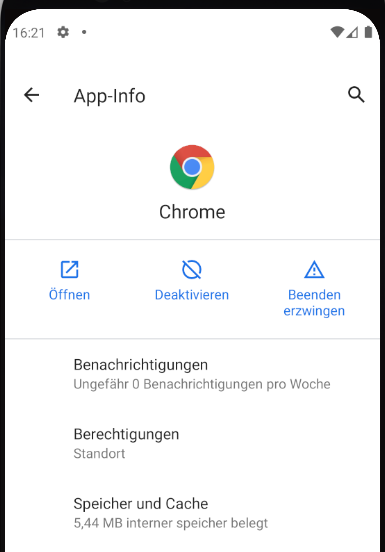 16:21
App-Info
Chrome
Öffnen
Deaktivieren
Beenden
erzwingen
Benachrichtigungen
Ungefähr 0 Benachrichtigungen pro Woche
Berechtigungen
Standort
Speicher und Cache
5,44 MB interner speicher belegt